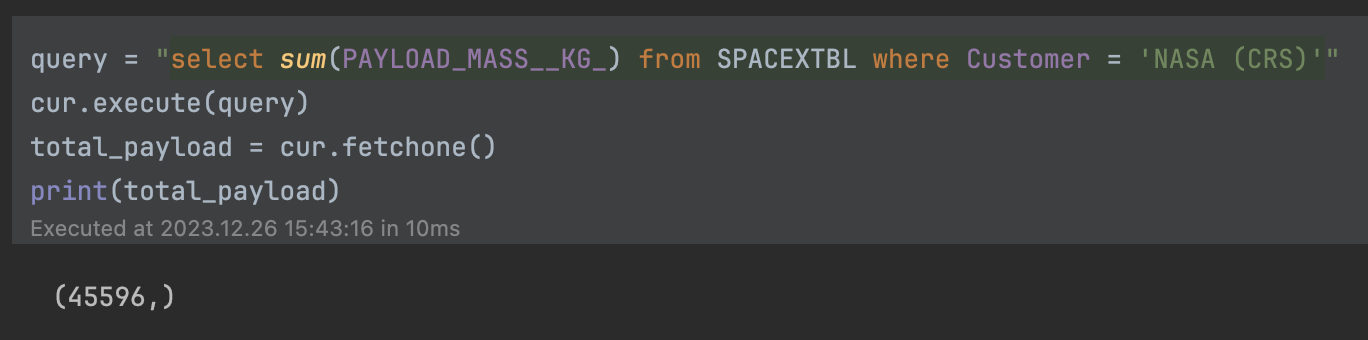 query = "select sum(PAYLOAD_MASS__KG_) from SPACEXTBL where Customer = 'NASA (CRS)'"
cur.execute(query)
total_payload = cur.fetchone()
print(total_payload)
Executed at 2023.12.26 15:43:16 in 10ms
(45596,)